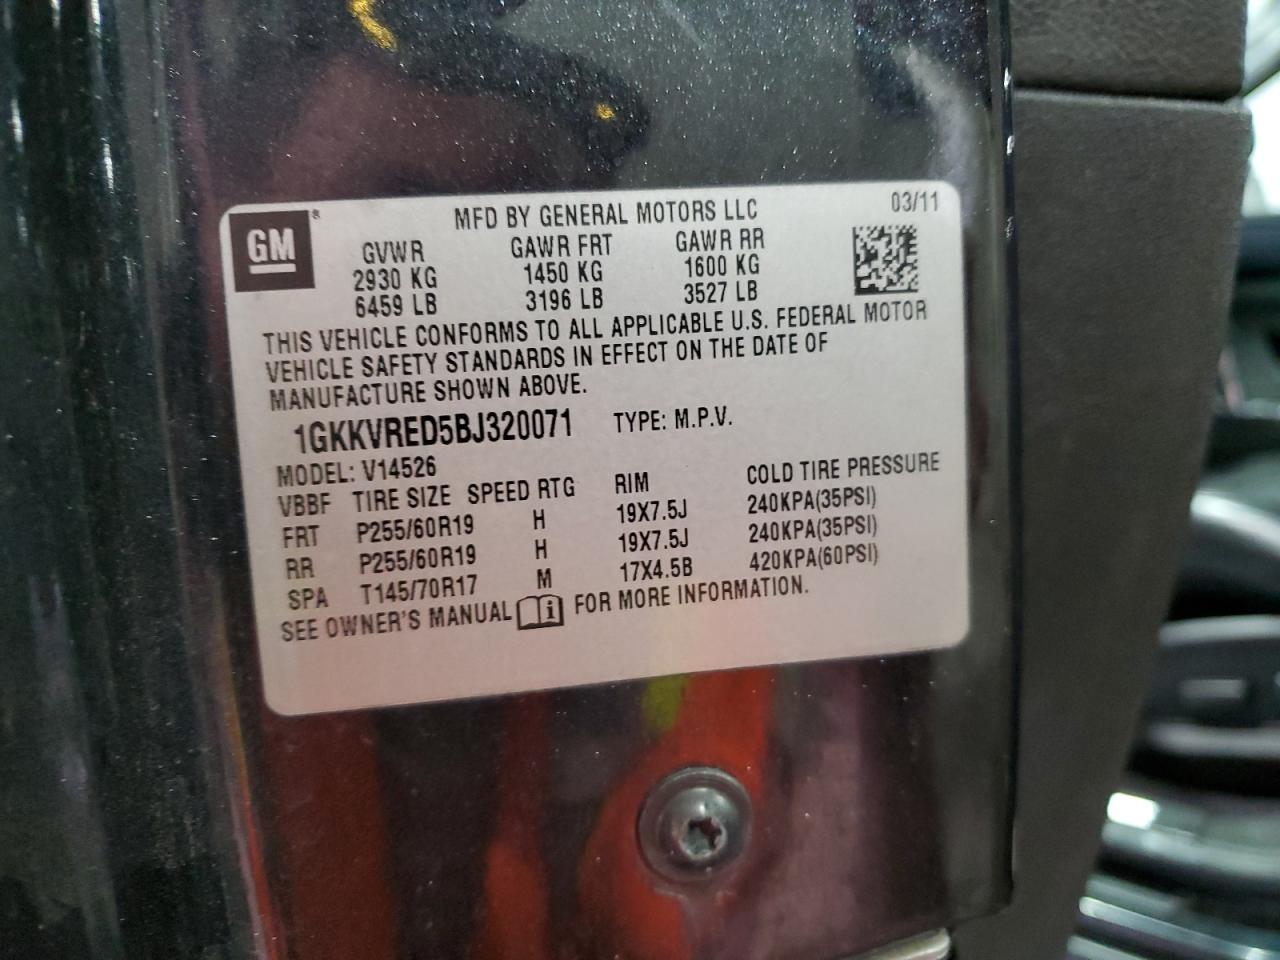 GM®
MFD BY GENERAL MOTORS LLC 03/11
GVWR GAWR FRT GAWR RR
2930 KG 1450 KG 1600 KG
6459 LB 3196 LB 3527 LB
THIS VEHICLE CONFORMS TO ALL APPLICABLE U.S. FEDERAL MOTOR
VEHICLE SAFETY STANDARDS IN EFFECT ON THE DATE OF
MANUFACTURE SHOWN ABOVE.
1GKKVRED5BJ320071 TYPE: M.P.V.
MODEL: V14526
VBBF TIRE SIZE SPEED RTG RIM COLD TIRE PRESSURE
FRT P255/60R19 H 19X7.5J 240KPA(35PSI)
RR P255/60R19 H 19X7.5J 240KPA(35PSI)
SPA T145/70R17 M 17X4.5B 420KPA(60PSI)
SEE OWNER'S MANUAL i FOR MORE INFORMATION.